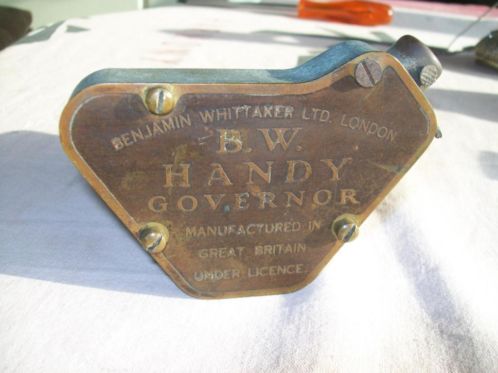 BENJAMIN WHITTAKER LTD. LONDON
B.W.
HANDY
GOVERNOR
MANUFACTURED IN
GREAT BRITAIN
UNDER LICENCE.